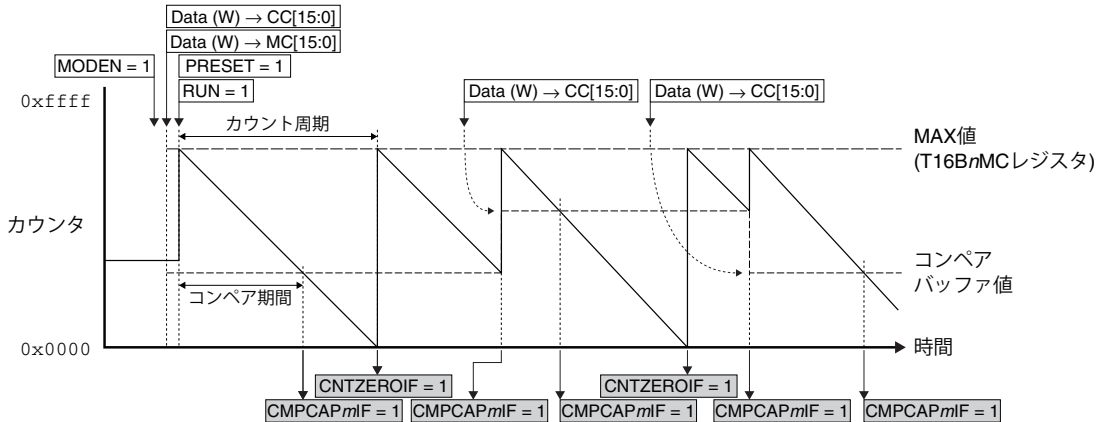 Data (W) → CC[15:0]
Data (W) → MC[15:0]
MODEN = 1
PRESET = 1
RUN = 1
Data (W) → CC[15:0]
Data (W) → CC[15:0]
0xffff
カウント周期
MAX値
(T16BnMCレジスタ)
カウンタ
コンペア
バッファ値
コンペア期間
0x0000
時間
CNTZEROIF = 1
CNTZEROIF = 1
CMPCAPmIF = 1
CMPCAPmIF = 1
CMPCAPmIF = 1
CMPCAPmIF = 1
CMPCAPmIF = 1